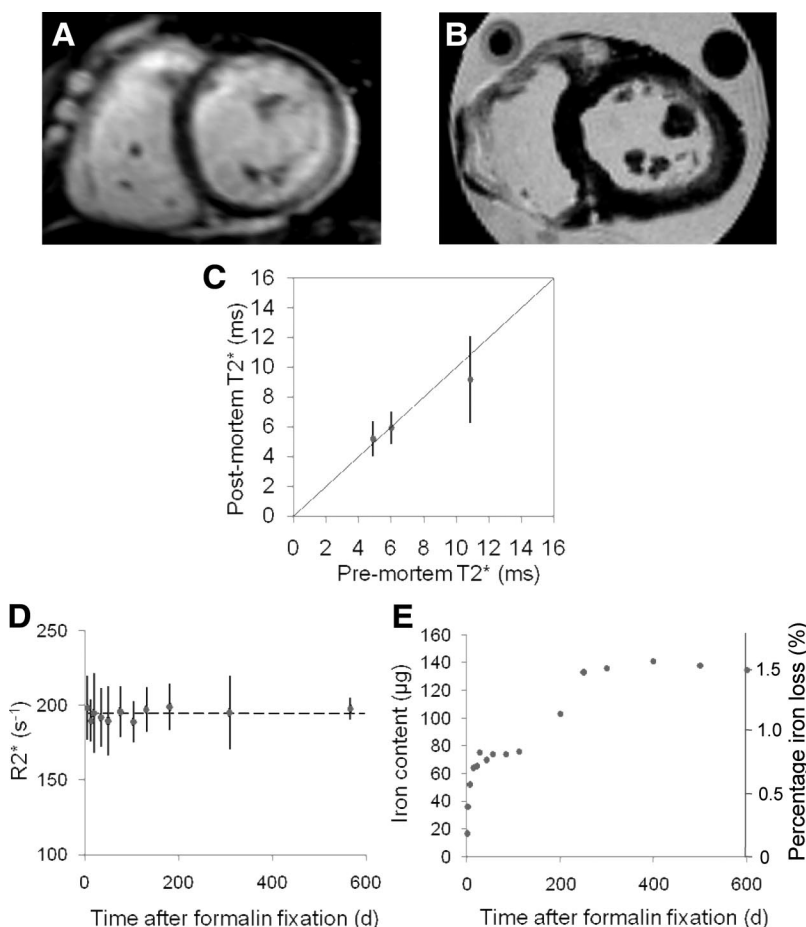 A
B
C
16
14
12
10
8
6
4
2
0
Post-mortem T2* (ms)
0 2 4 6 8 10 12 14 16
Pre-mortem T2* (ms)
D
250
200
150
100
R2* (s⁻¹)
0 200 400 600
Time after formalin fixation (d)
E
160
140
120
100
80
60
40
20
0
Iron content (µg)
1.5
1.0
0.5
0
Percentage iron loss (%)
0 200 400 600
Time after formalin fixation (d)